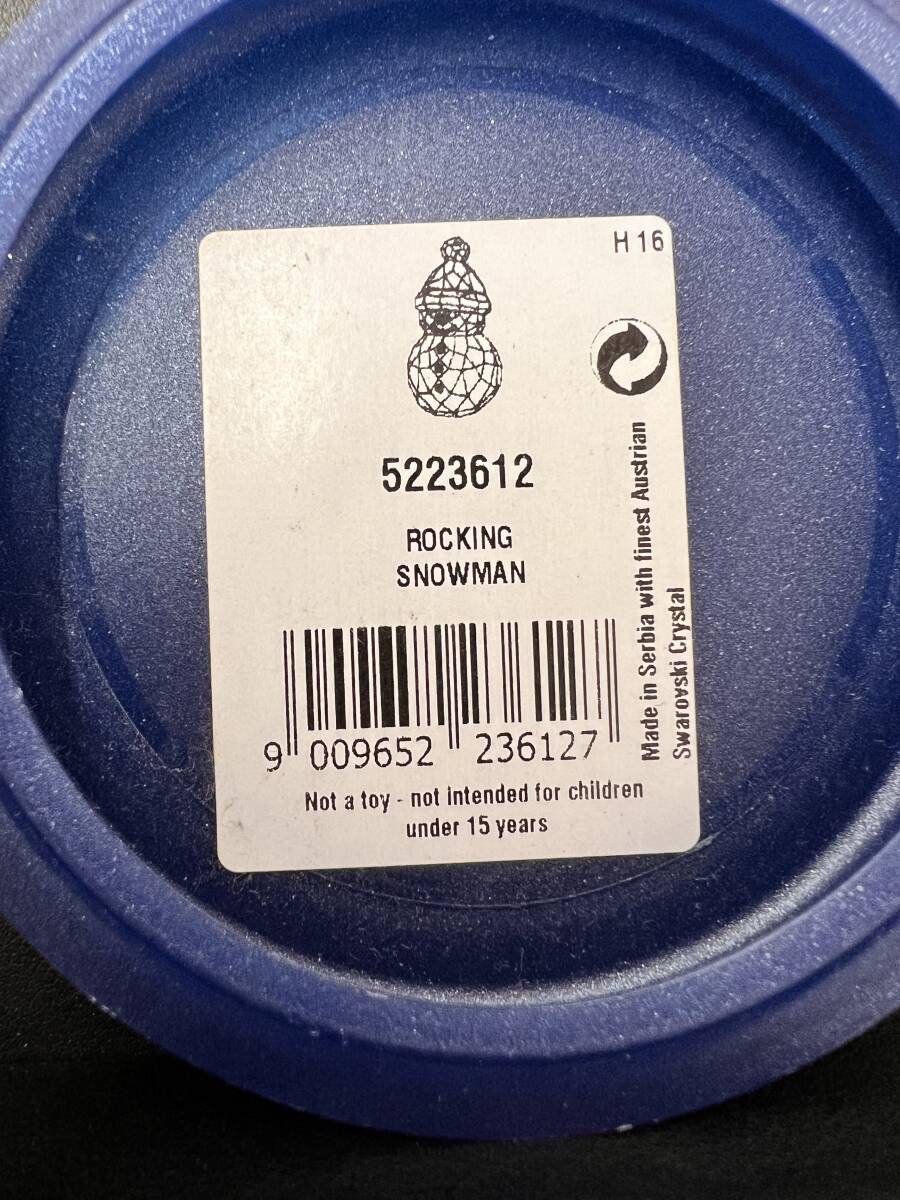 H 16
5223612
ROCKING
SNOWMAN
Made in Serbia with finest Austrian
Swarovski Crystal
9 009652 236127
Not a toy - not intended for children
under 15 years